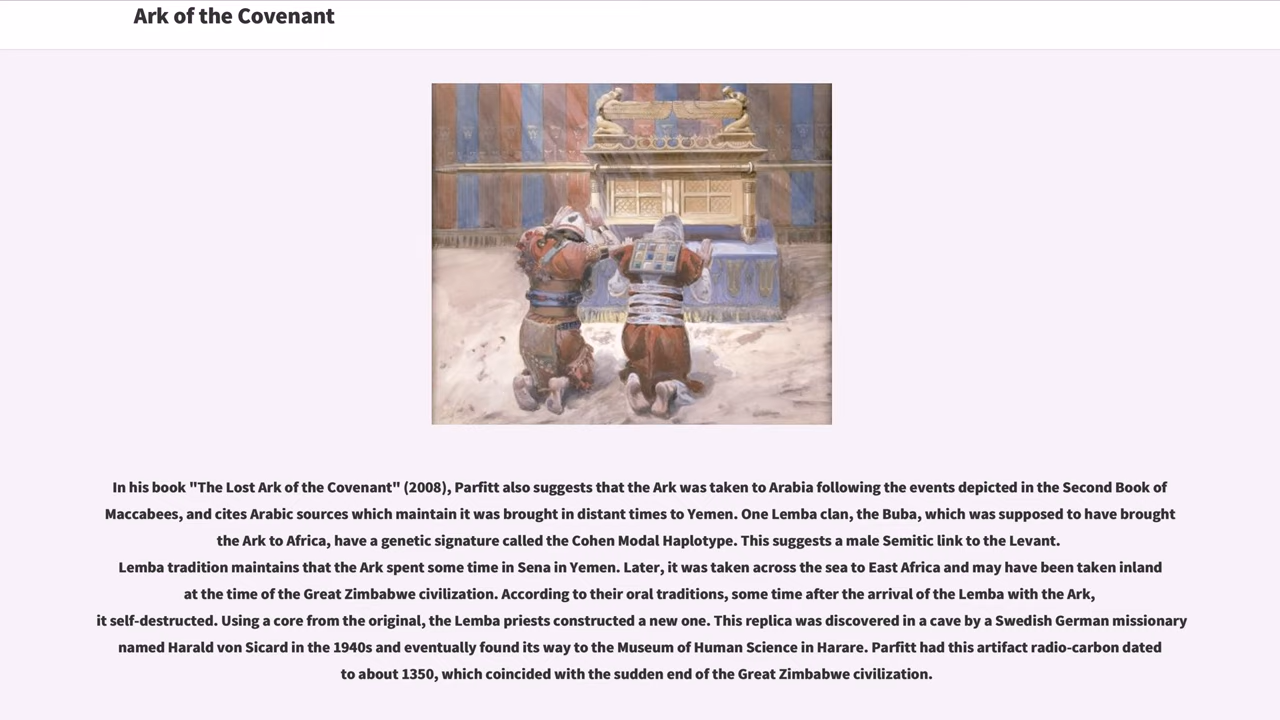 Ark of the Covenant
In his book "The Lost Ark of the Covenant" (2008), Parfitt also suggests that the Ark was taken to Arabia following the events depicted in the Second Book of
Maccabees, and cites Arabic sources which maintain it was brought in distant times to Yemen. One Lemba clan, the Buba, which was supposed to have brought
the Ark to Africa, have a genetic signature called the Cohen Modal Haplotype. This suggests a male Semitic link to the Levant.
Lemba tradition maintains that the Ark spent some time in Sena in Yemen. Later, it was taken across the sea to East Africa and may have been taken inland
at the time of the Great Zimbabwe civilization. According to their oral traditions, some time after the arrival of the Lemba with the Ark,
it self-destructed. Using a core from the original, the Lemba priests constructed a new one. This replica was discovered in a cave by a Swedish German missionary
named Harald von Sicard in the 1940s and eventually found its way to the Museum of Human Science in Harare. Parfitt had this artifact radio-carbon dated
to about 1350, which coincided with the sudden end of the Great Zimbabwe civilization.